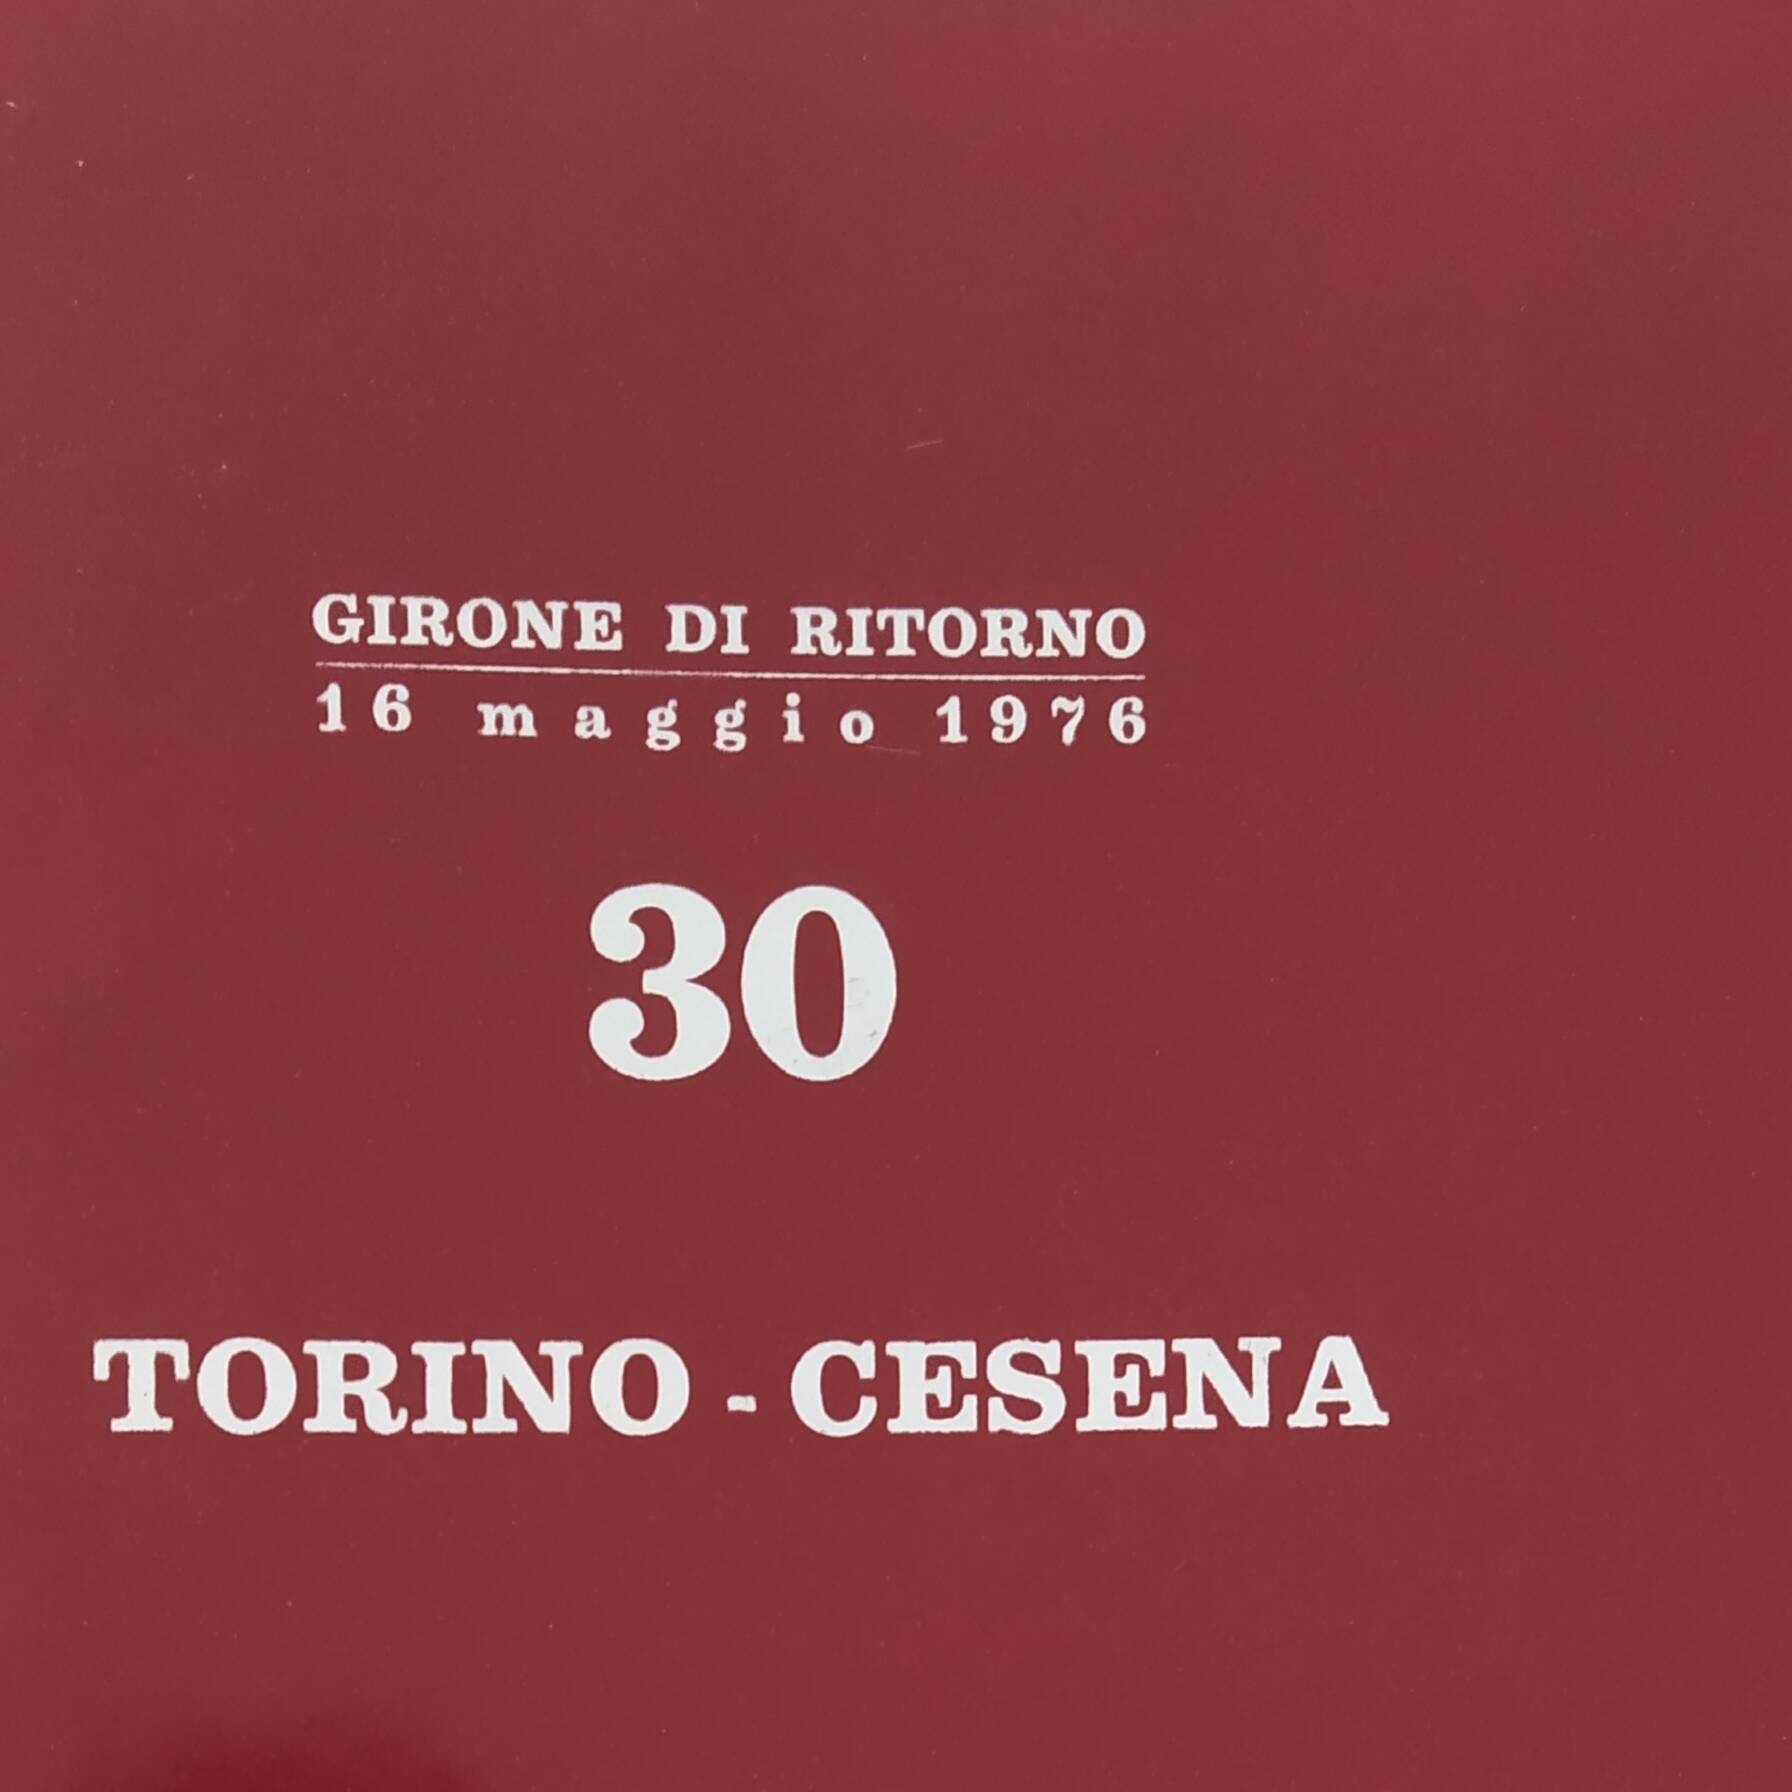 GIRONE DI RITORNO
16 maggio 1976
30
TORINO - CESENA